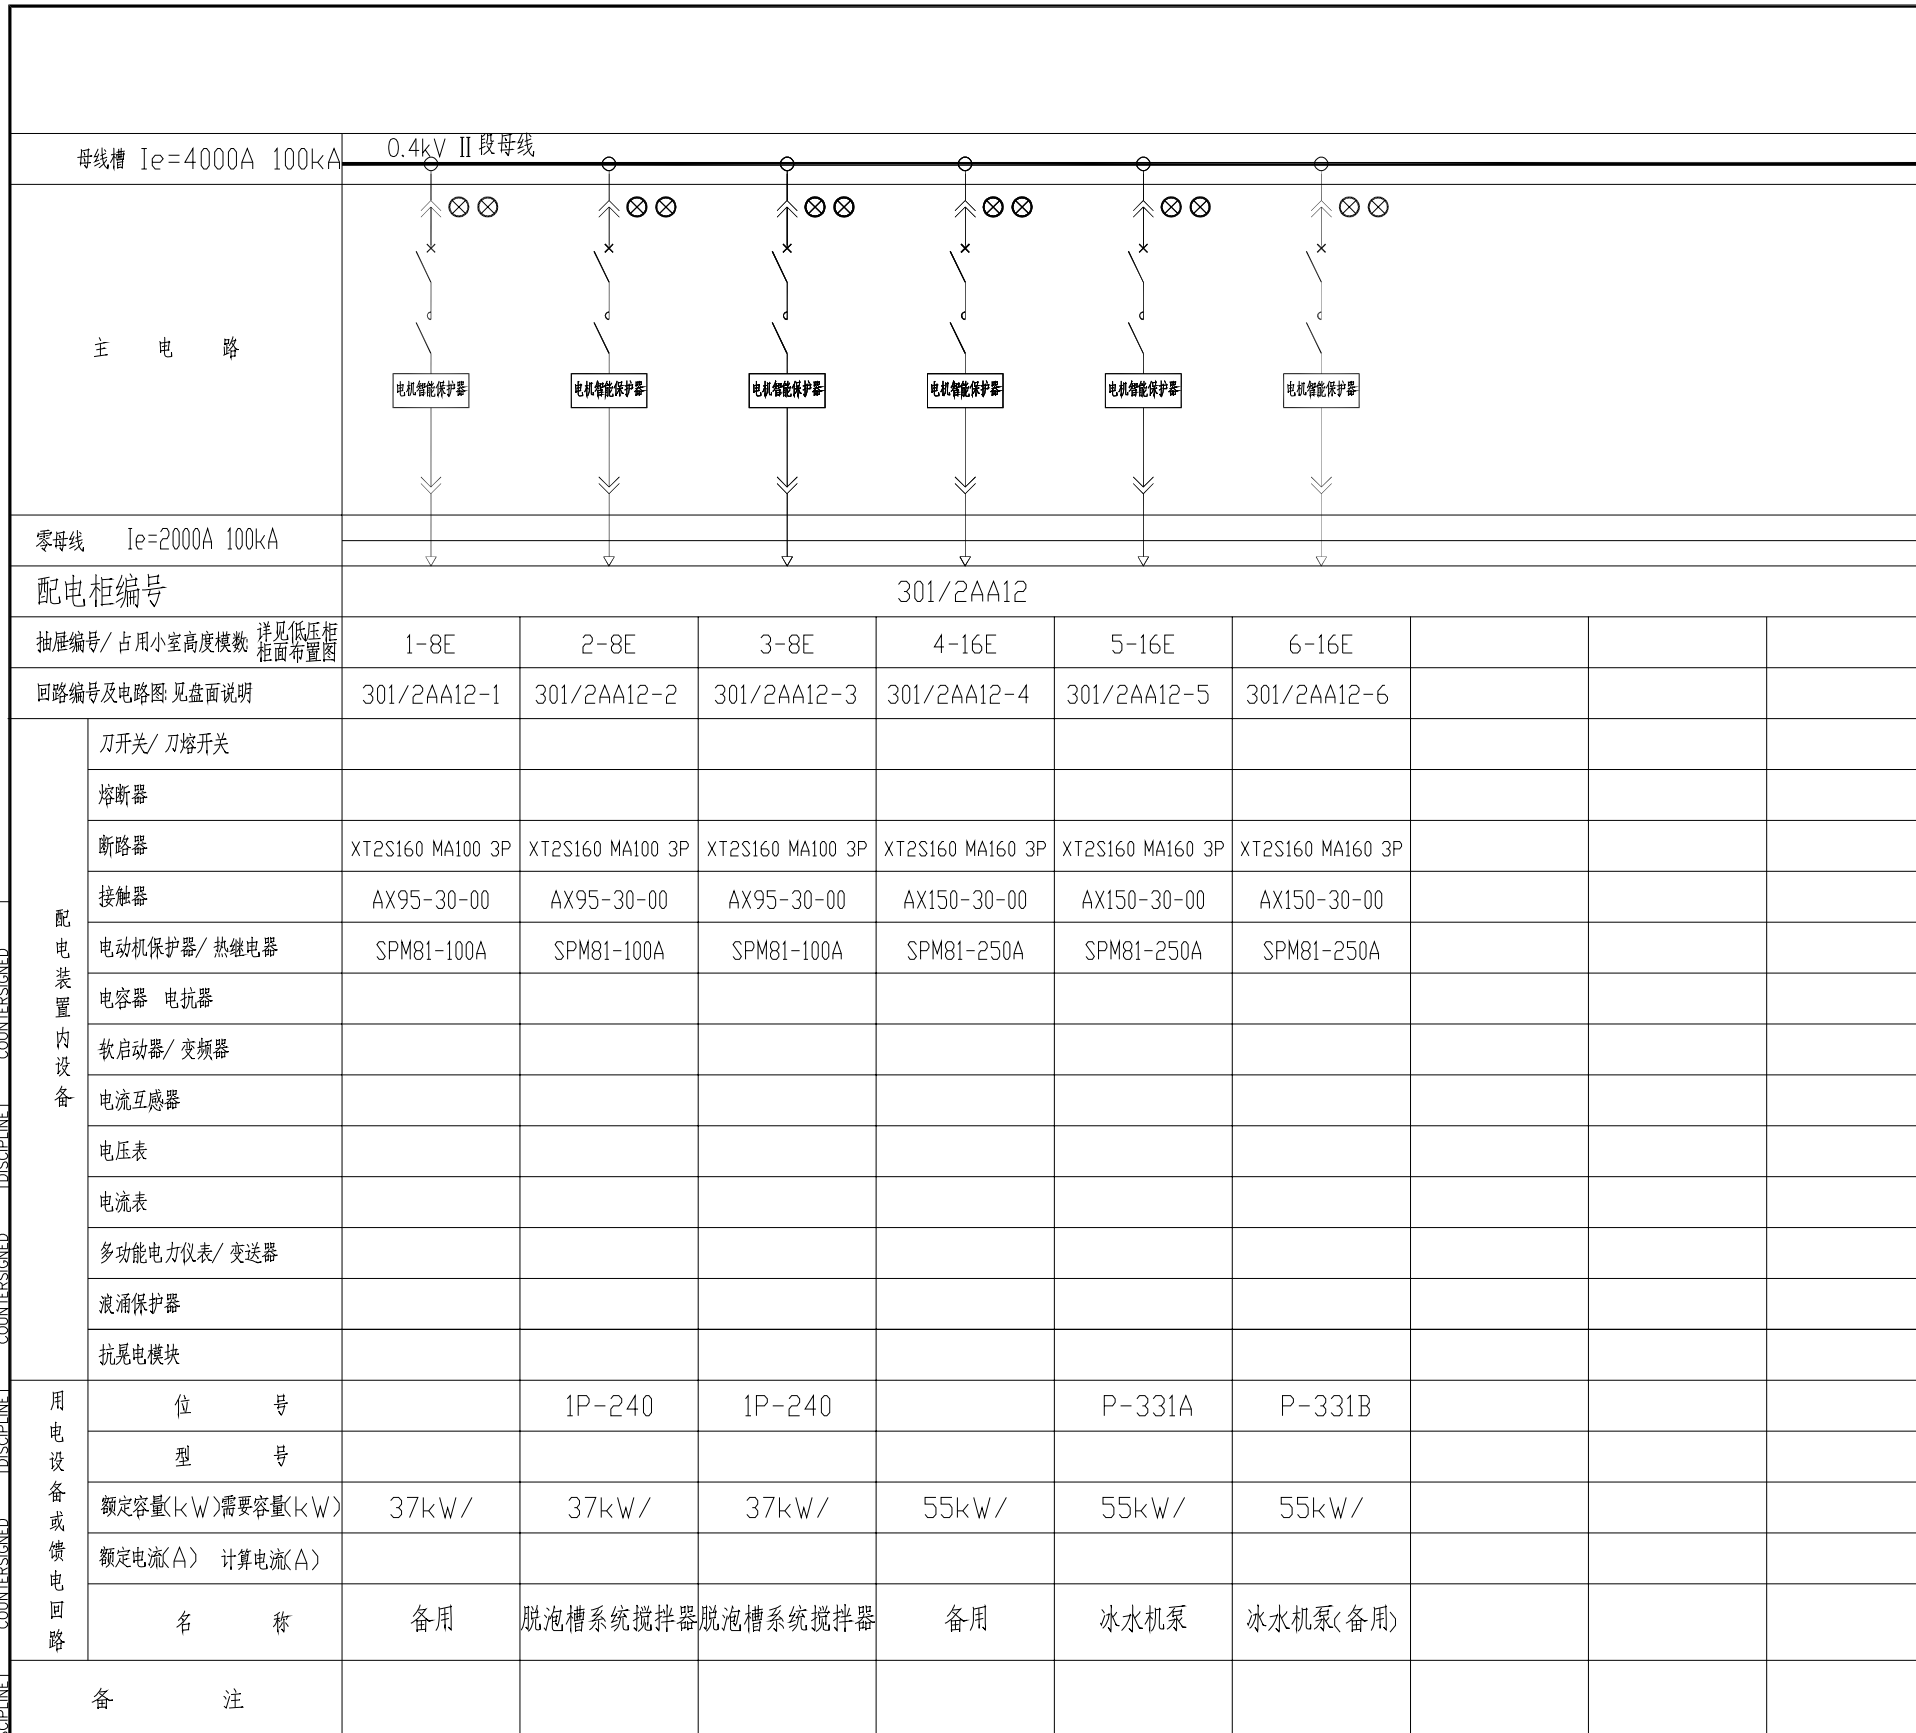 母线槽 Ie=4000A 100kA
0.4kV II 段母线
主 电 路
电机智能保护器 电机智能保护器 电机智能保护器 电机智能保护器 电机智能保护器 电机智能保护器
零母线 Ie=2000A 100kA
配电柜编号 301/2AA12
抽屉编号/占用小室高度模数 详见低压柜柜面布置图 1-8E 2-8E 3-8E 4-16E 5-16E 6-16E
回路编号及电路图:见盘面说明 301/2AA12-1 301/2AA12-2 301/2AA12-3 301/2AA12-4 301/2AA12-5 301/2AA12-6
配电装置内设备
刀开关/刀熔开关
熔断器
断路器 XT2S160 MA100 3P XT2S160 MA100 3P XT2S160 MA100 3P XT2S160 MA160 3P XT2S160 MA160 3P XT2S160 MA160 3P
接触器 AX95-30-00 AX95-30-00 AX95-30-00 AX150-30-00 AX150-30-00 AX150-30-00
电动机保护器/热继电器 SPM81-100A SPM81-100A SPM81-100A SPM81-250A SPM81-250A SPM81-250A
电容器 电抗器
软启动器/变频器
电流互感器
电压表
电流表
多功能电力仪表/变送器
浪涌保护器
抗晃电模块
用电设备或馈电回路
位 号 1P-240 1P-240 P-331A P-331B
型 号
额定容量(kW)需要容量(kW) 37kW/ 37kW/ 37kW/ 55kW/ 55kW/ 55kW/
额定电流(A) 计算电流(A)
名 称 备用 脱泡槽系统搅拌器 脱泡槽系统搅拌器 备用 冰水机泵 冰水机泵(备用)
备 注
COUNTERSIGNED
DISCIPLINE
COUNTERSIGNED
DISCIPLINE
COUNTERSIGNED